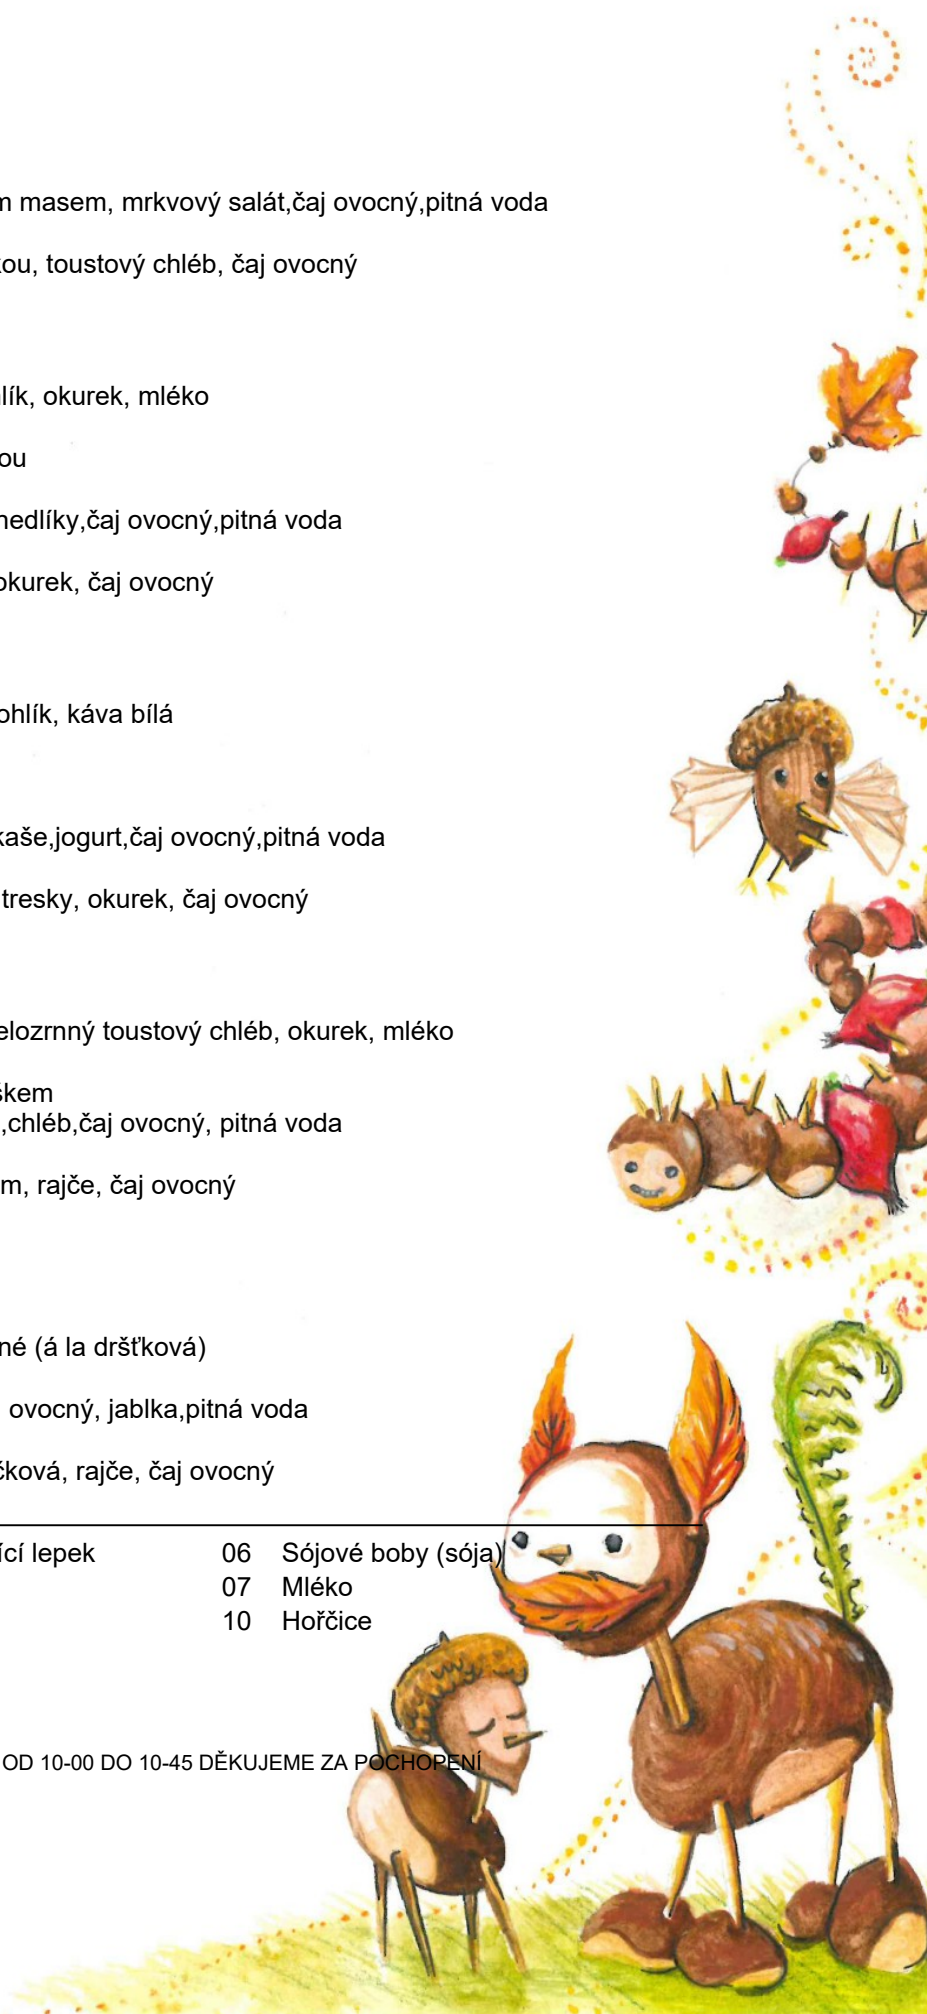 m masem, mrkvový salát,čaj ovocný,pitná voda
kou, toustový chléb, čaj ovocný
lík, okurek, mléko
ou
nedlíky,čaj ovocný,pitná voda
okurek, čaj ovocný
ohlík, káva bílá
kaše,jogurt,čaj ovocný,pitná voda
tresky, okurek, čaj ovocný
elozrnný toustový chléb, okurek, mléko
škem
,chléb,čaj ovocný, pitná voda
m, rajče, čaj ovocný
né (á la dršťková)
ovocný, jablka,pitná voda
čková, rajče, čaj ovocný
ící lepek 06 Sójové boby (sója)
07 Mléko
10 Hořčice
OD 10-00 DO 10-45 DĚKUJEME ZA POCHOPENÍ